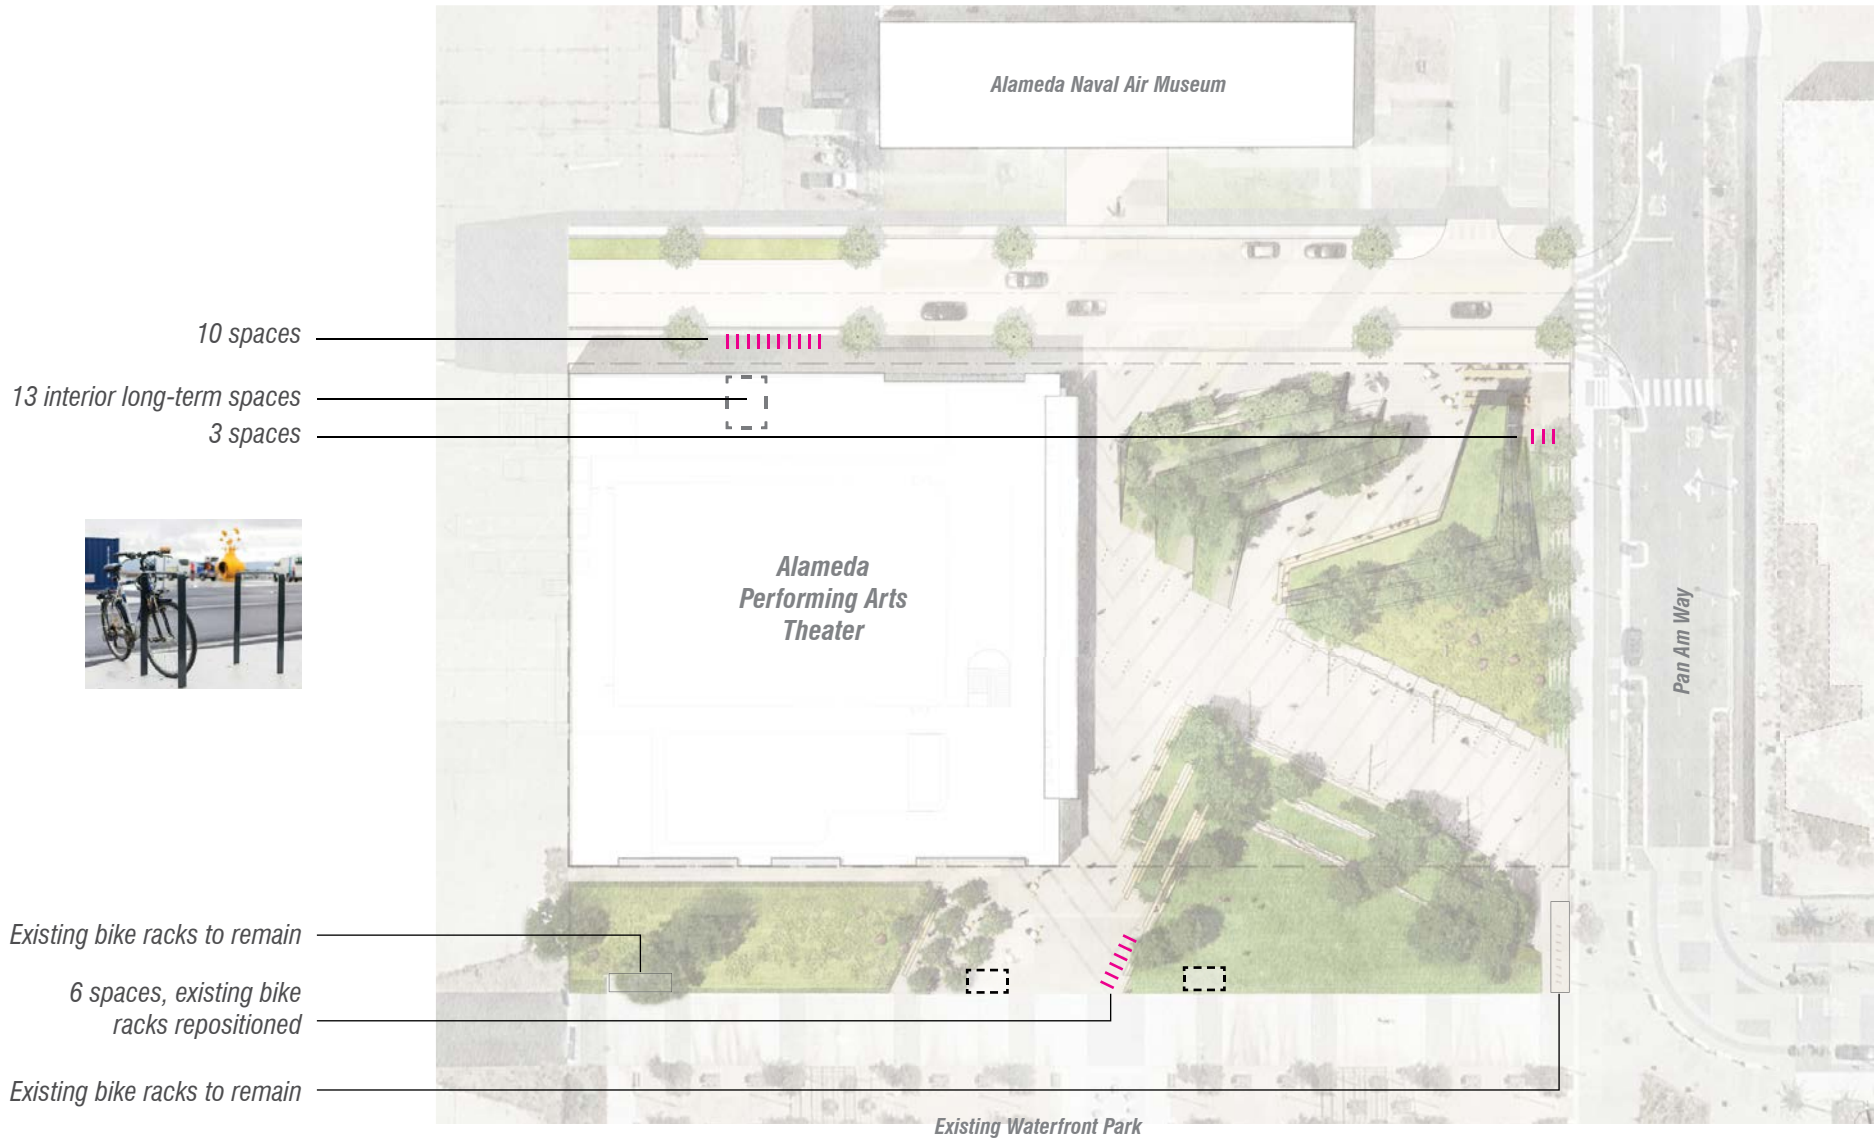 Alameda Naval Air Museum
10 spaces
13 interior long-term spaces
3 spaces
Alameda
Performing Arts
Theater
Pan Am Way
Existing bike racks to remain
6 spaces, existing bike
racks repositioned
Existing bike racks to remain
Existing Waterfront Park